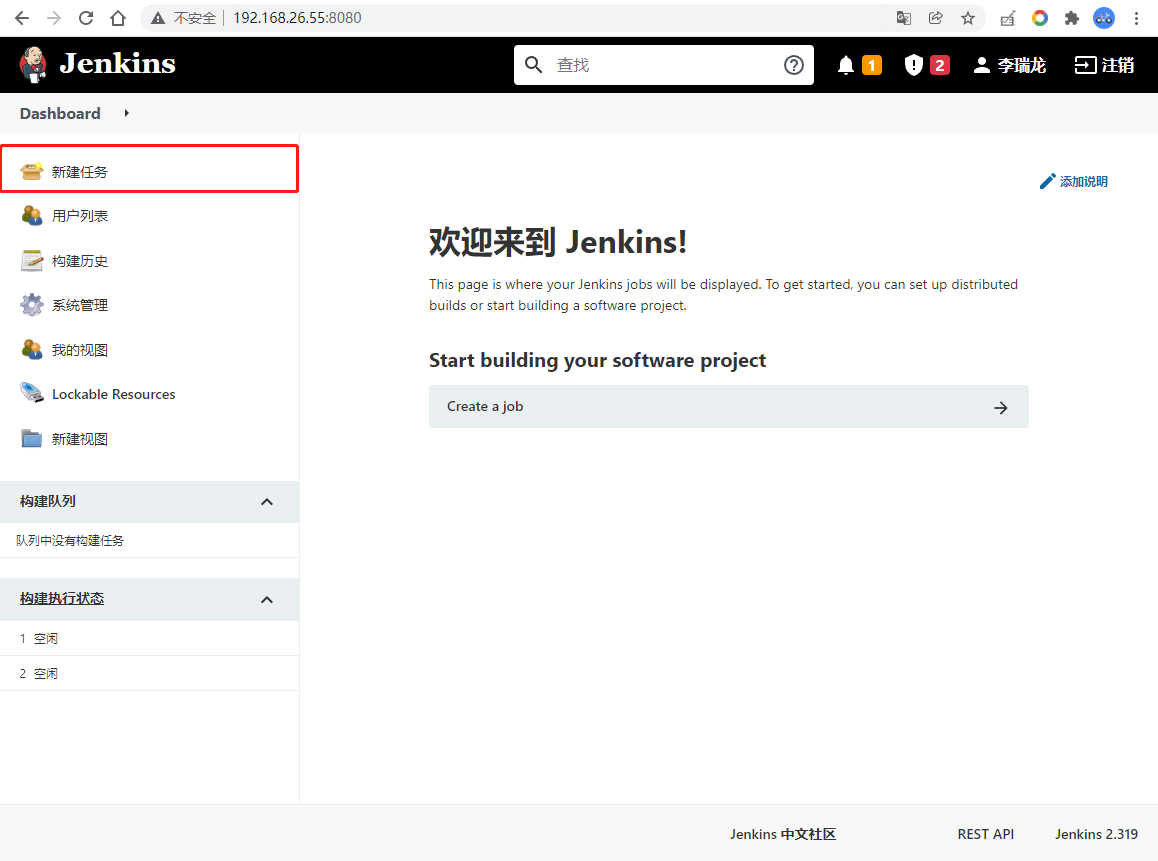 不安全 192.168.26.55:8080
Jenkins
查找
1
2
李瑞龙
注销
Dashboard
新建任务
用户列表
构建历史
系统管理
我的视图
Lockable Resources
新建视图
构建队列
队列中没有构建任务
构建执行状态
1 空闲
2 空闲
添加说明
欢迎来到 Jenkins!
This page is where your Jenkins jobs will be displayed. To get started, you can set up distributed
builds or start building a software project.
Start building your software project
Create a job
Jenkins 中文社区
REST API
Jenkins 2.319